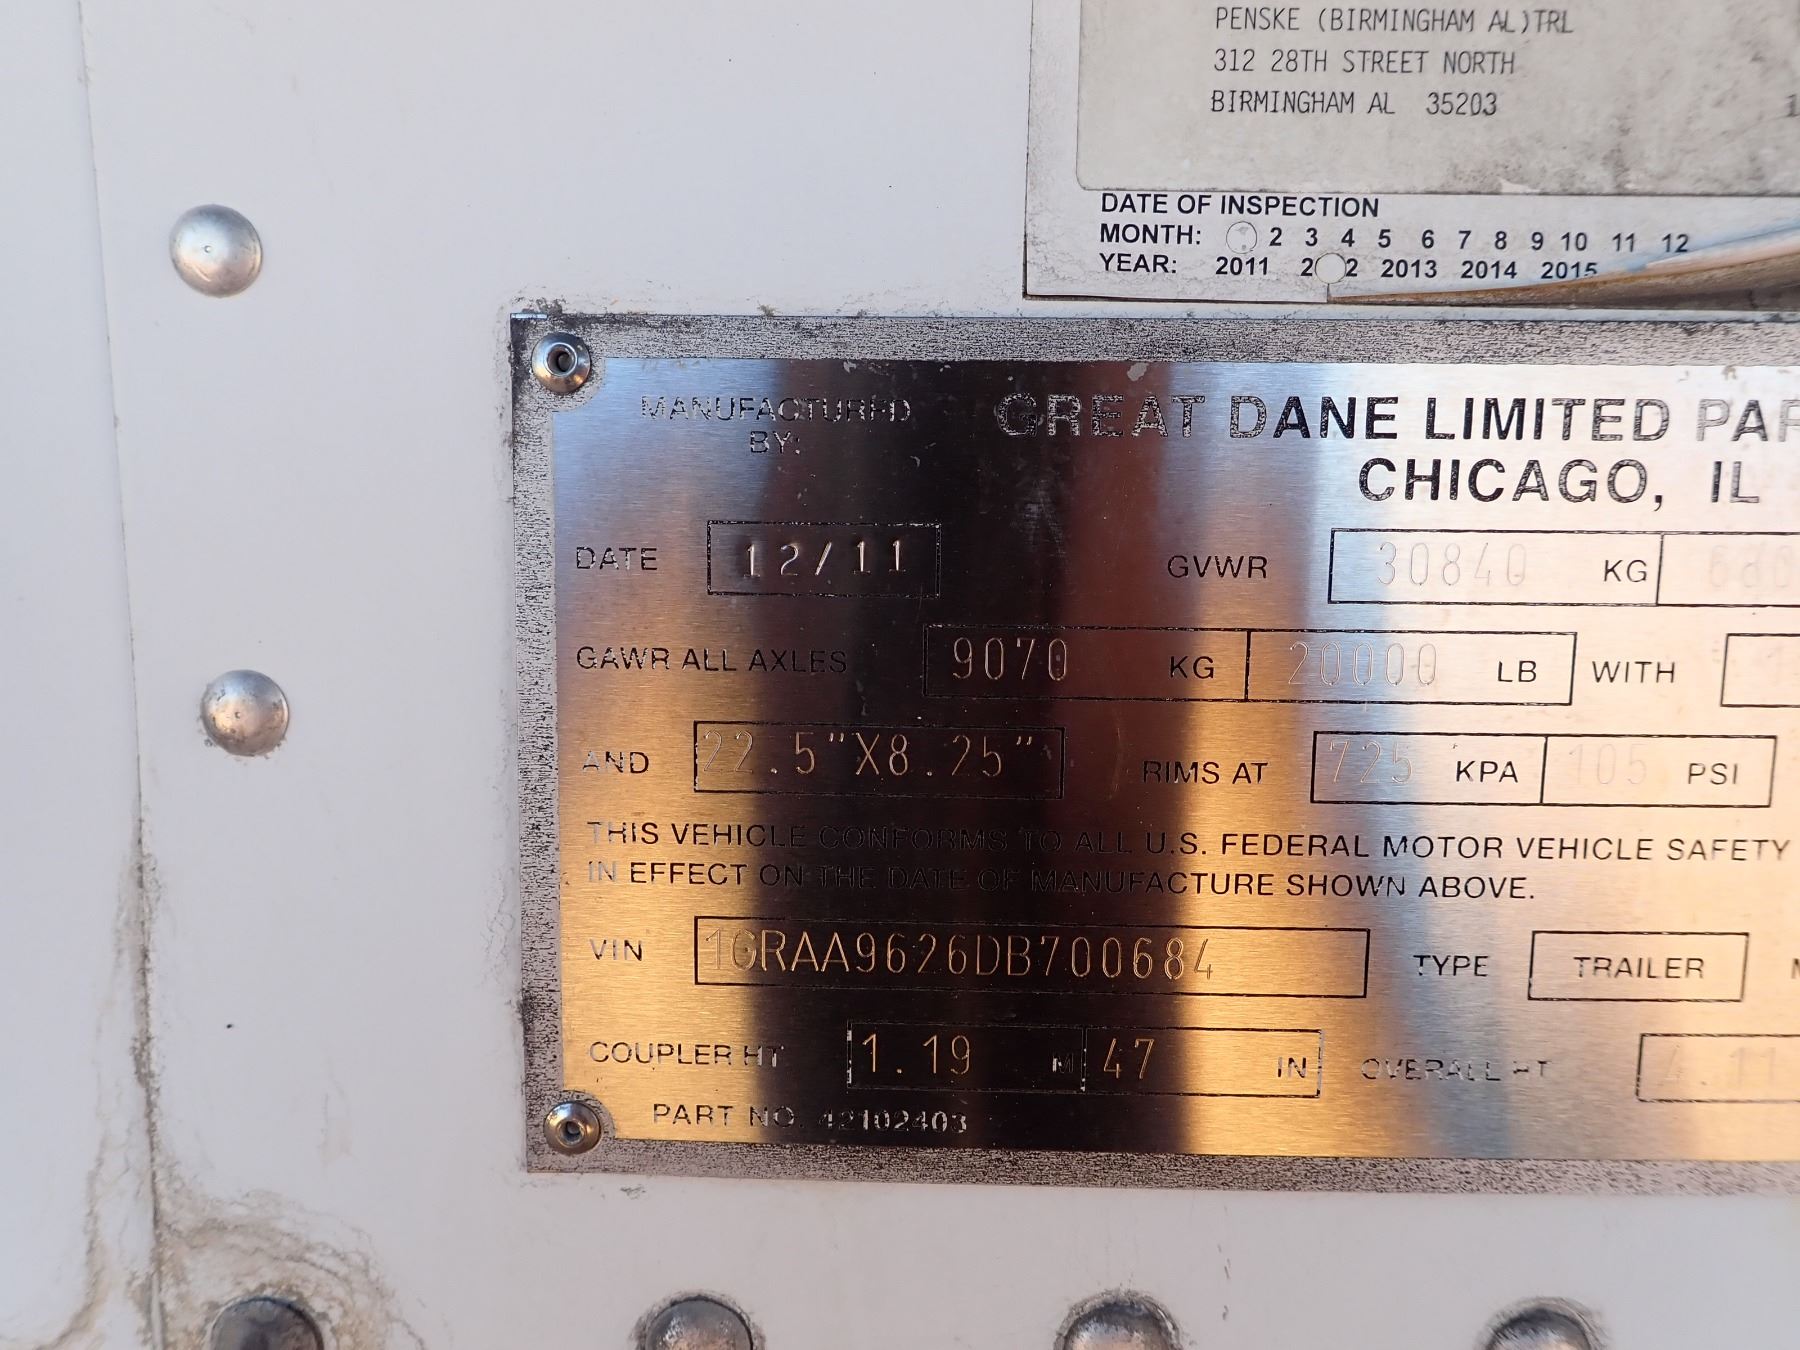 PENSKE (BIRMINGHAM AL)TRL
312 28TH STREET NORTH
BIRMINGHAM AL 35203
DATE OF INSPECTION
MONTH: 2 3 4 5 6 7 8 9 10 11 12
YEAR: 2011 2 2 2013 2014 2015
MANUFACTURED BY: GREAT DANE LIMITED
CHICAGO, IL
DATE 12/11 GVWR 30840 KG
GAWR ALL AXLES 9070 KG 20000 LB WITH
AND 22.5"X8.25" RIMS AT 725 KPA 105 PSI
THIS VEHICLE CONFORMS TO ALL U.S. FEDERAL MOTOR VEHICLE SAFETY
IN EFFECT ON THE DATE OF MANUFACTURE SHOWN ABOVE.
VIN 1GRAA9626DB700684 TYPE TRAILER
COUPLER HT 1.19 M 47 IN OVERALL HT 4.11
PART NO. 42102403